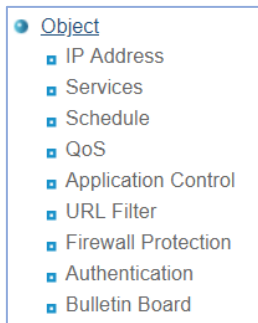 Object
IP Address
Services
Schedule
QoS
Application Control
URL Filter
Firewall Protection
Authentication
Bulletin Board